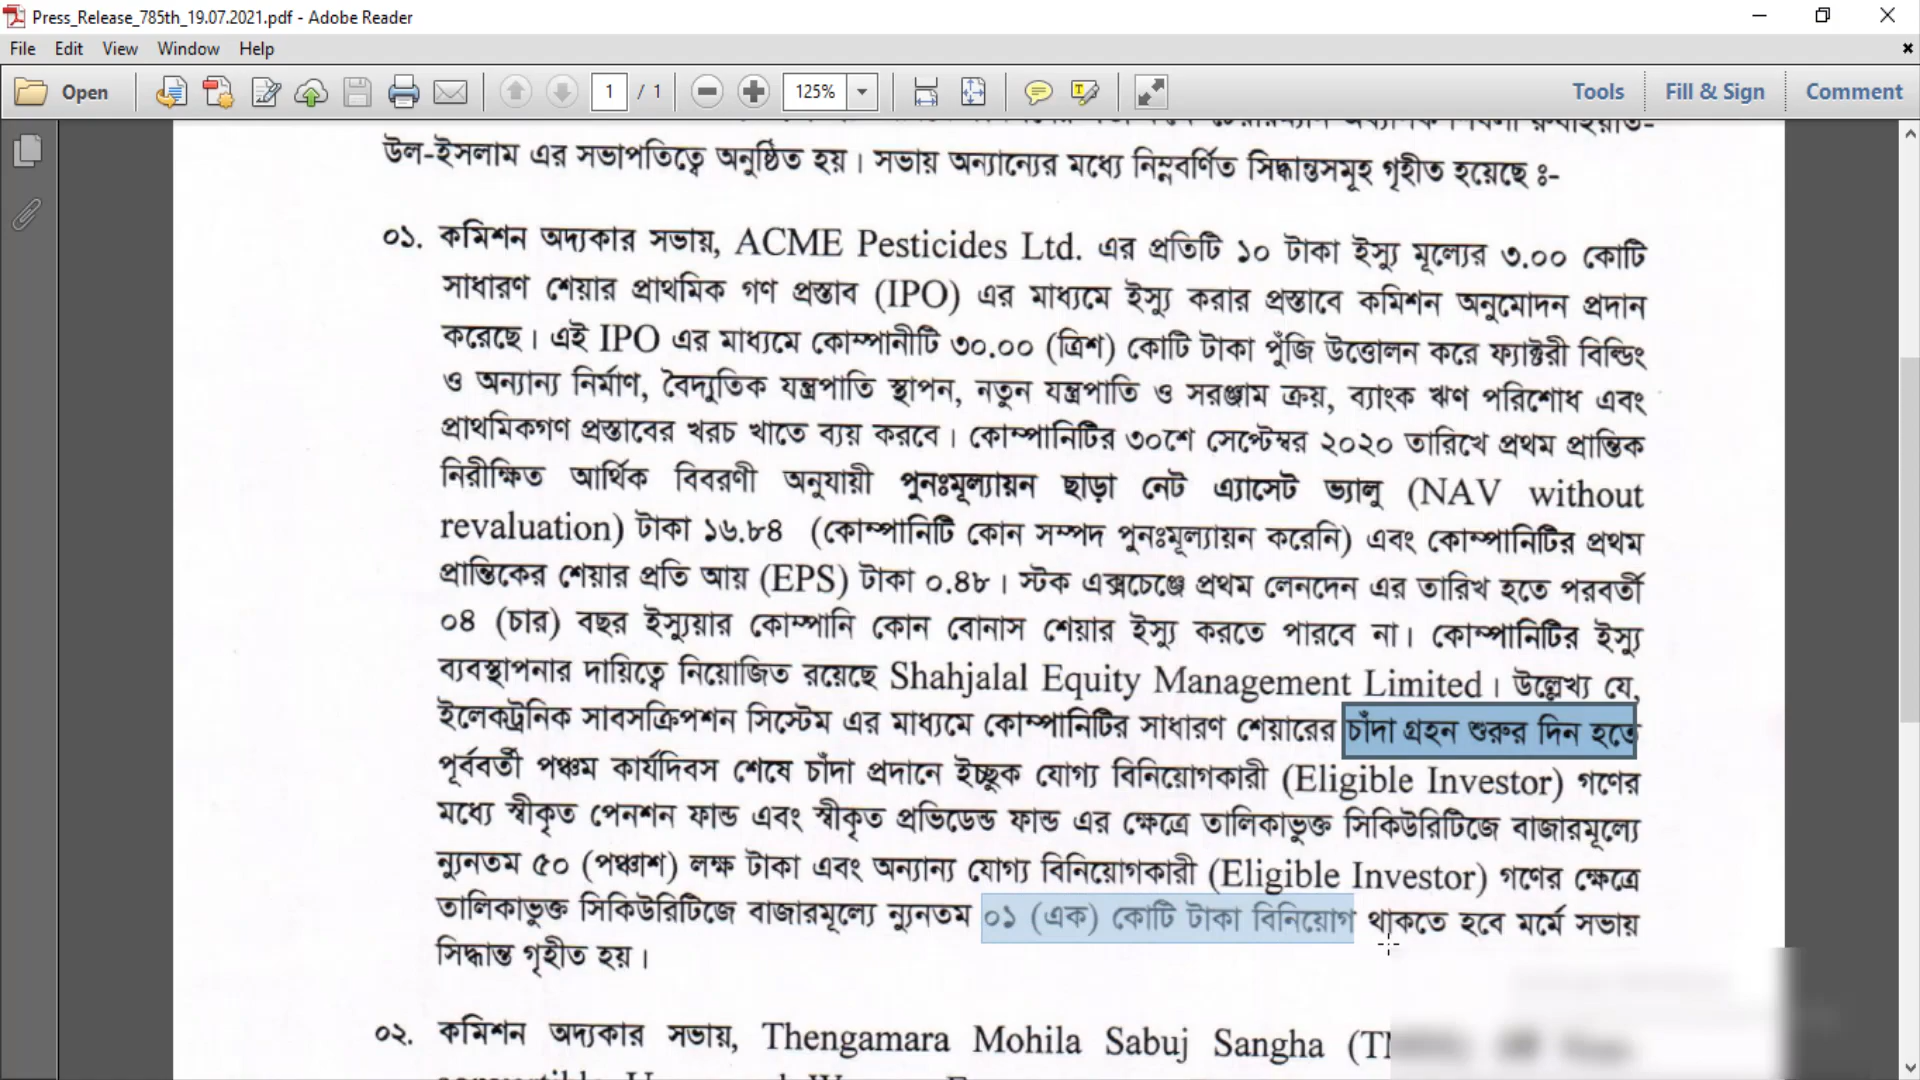 Press_Release_785th_19.07.2021.pdf - Adobe Reader
File Edit View Window Help
Open 1 / 1 125% Tools Fill & Sign Comment
উল-ইসলাম এর সভাপতিত্বে অনুষ্ঠিত হয়। সভায় অন্যান্যের মধ্যে নিম্নবর্ণিত সিদ্ধান্তসমূহ গৃহীত হয়েছে ঃ-
০১. কমিশন অদ্যকার সভায়, ACME Pesticides Ltd. এর প্রতিটি ১০ টাকা ইস্যু মূল্যের ৩.০০ কোটি
সাধারণ শেয়ার প্রাথমিক গণ প্রস্তাব (IPO) এর মাধ্যমে ইস্যু করার প্রস্তাবে কমিশন অনুমোদন প্রদান
করেছে। এই IPO এর মাধ্যমে কোম্পানীটি ৩০.০০ (ত্রিশ) কোটি টাকা পুঁজি উত্তোলন করে ফ্যাক্টরী বিল্ডিং
ও অন্যান্য নির্মাণ, বৈদ্যুতিক যন্ত্রপাতি স্থাপন, নতুন যন্ত্রপাতি ও সরঞ্জাম ক্রয়, ব্যাংক ঋণ পরিশোধ এবং
প্রাথমিকগণ প্রস্তাবের খরচ খাতে ব্যয় করবে। কোম্পানিটির ৩০শে সেপ্টেম্বর ২০২০ তারিখে প্রথম প্রান্তিক
নিরীক্ষিত আর্থিক বিবরণী অনুযায়ী পুনঃমূল্যায়ন ছাড়া নেট এ্যাসেট ভ্যালু (NAV without
revaluation) টাকা ১৬.৮৪ (কোম্পানিটি কোন সম্পদ পুনঃমূল্যায়ন করেনি) এবং কোম্পানিটির প্রথম
প্রান্তিকের শেয়ার প্রতি আয় (EPS) টাকা ০.৪৮। স্টক এক্সচেঞ্জে প্রথম লেনদেন এর তারিখ হতে পরবর্তী
০৪ (চার) বছর ইস্যুয়ার কোম্পানি কোন বোনাস শেয়ার ইস্যু করতে পারবে না। কোম্পানিটির ইস্যু
ব্যবস্থাপনার দায়িত্বে নিয়োজিত রয়েছে Shahjalal Equity Management Limited। উল্লেখ্য যে,
ইলেকট্রনিক সাবসক্রিপশন সিস্টেম এর মাধ্যমে কোম্পানিটির সাধারণ শেয়ারের চাঁদা গ্রহন শুরুর দিন হতে
পূর্ববর্তী পঞ্চম কার্যদিবস শেষে চাঁদা প্রদানে ইচ্ছুক যোগ্য বিনিয়োগকারী (Eligible Investor) গণের
মধ্যে স্বীকৃত পেনশন ফান্ড এবং স্বীকৃত প্রভিডেন্ড ফান্ড এর ক্ষেত্রে তালিকাভুক্ত সিকিউরিটিজে বাজারমূল্যে
ন্যুনতম ৫০ (পঞ্চাশ) লক্ষ টাকা এবং অন্যান্য যোগ্য বিনিয়োগকারী (Eligible Investor) গণের ক্ষেত্রে
তালিকাভুক্ত সিকিউরিটিজে বাজারমূল্যে ন্যুনতম ০১ (এক) কোটি টাকা বিনিয়োগ থাকতে হবে মর্মে সভায়
সিদ্ধান্ত গৃহীত হয়।
০২. কমিশন অদ্যকার সভায়, Thengamara Mohila Sabuj Sangha